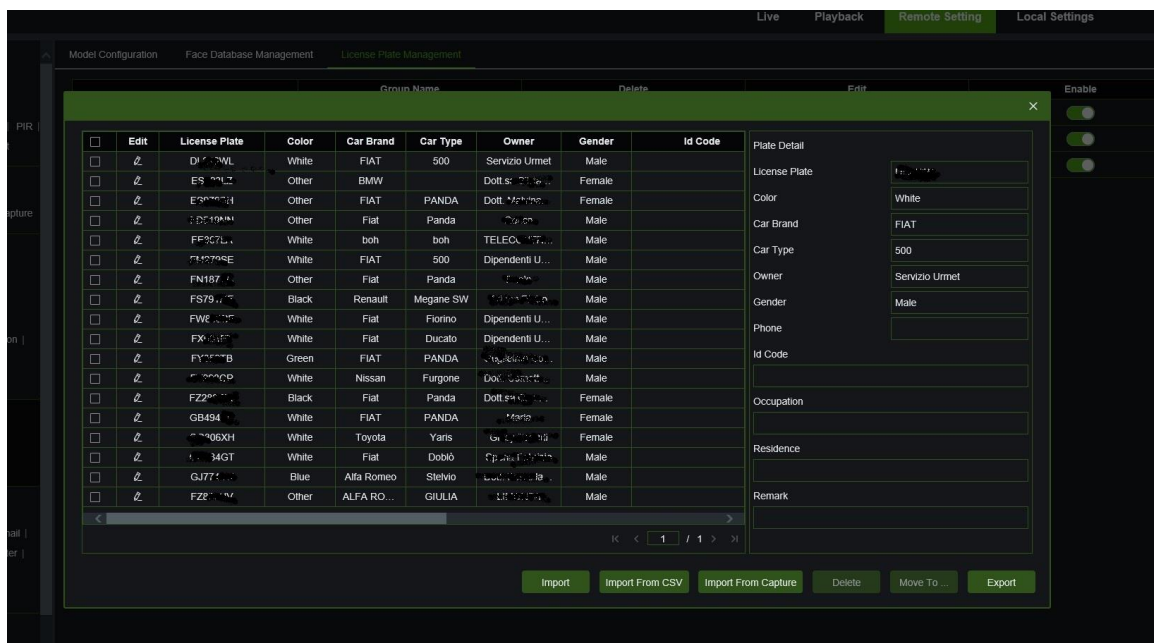 Live Playback Remote Setting Local Settings
Model Configuration Face Database Management License Plate Management
Group Name Delete Edit Enable
PIR |
apture
on |
nail |
ler |
Edit License Plate Color Car Brand Car Type Owner Gender Id Code
White FIAT 500 Servizio Urmet Male
Other BMW Female
Other FIAT PANDA Dott. Female
Other Fiat Panda Male
White boh boh Male
White FIAT 500 Dipendenti U... Male
Other Fiat Panda Male
Black Renault Megane SW Male
White Fiat Fiorino Dipendenti U... Male
White Fiat Ducato Dipendenti U... Male
Green FIAT PANDA Male
White Nissan Furgone Male
Black Fiat Panda Female
White FIAT PANDA Female
White Toyota Yaris Female
White Fiat Doblò Male
Blue Alfa Romeo Stelvio Male
Other ALFA RO... GIULIA Male
1 / 1
Plate Detail
License Plate
Color White
Car Brand FIAT
Car Type 500
Owner Servizio Urmet
Gender Male
Phone
Id Code
Occupation
Residence
Remark
Import Import From CSV Import From Capture Delete Move To ... Export